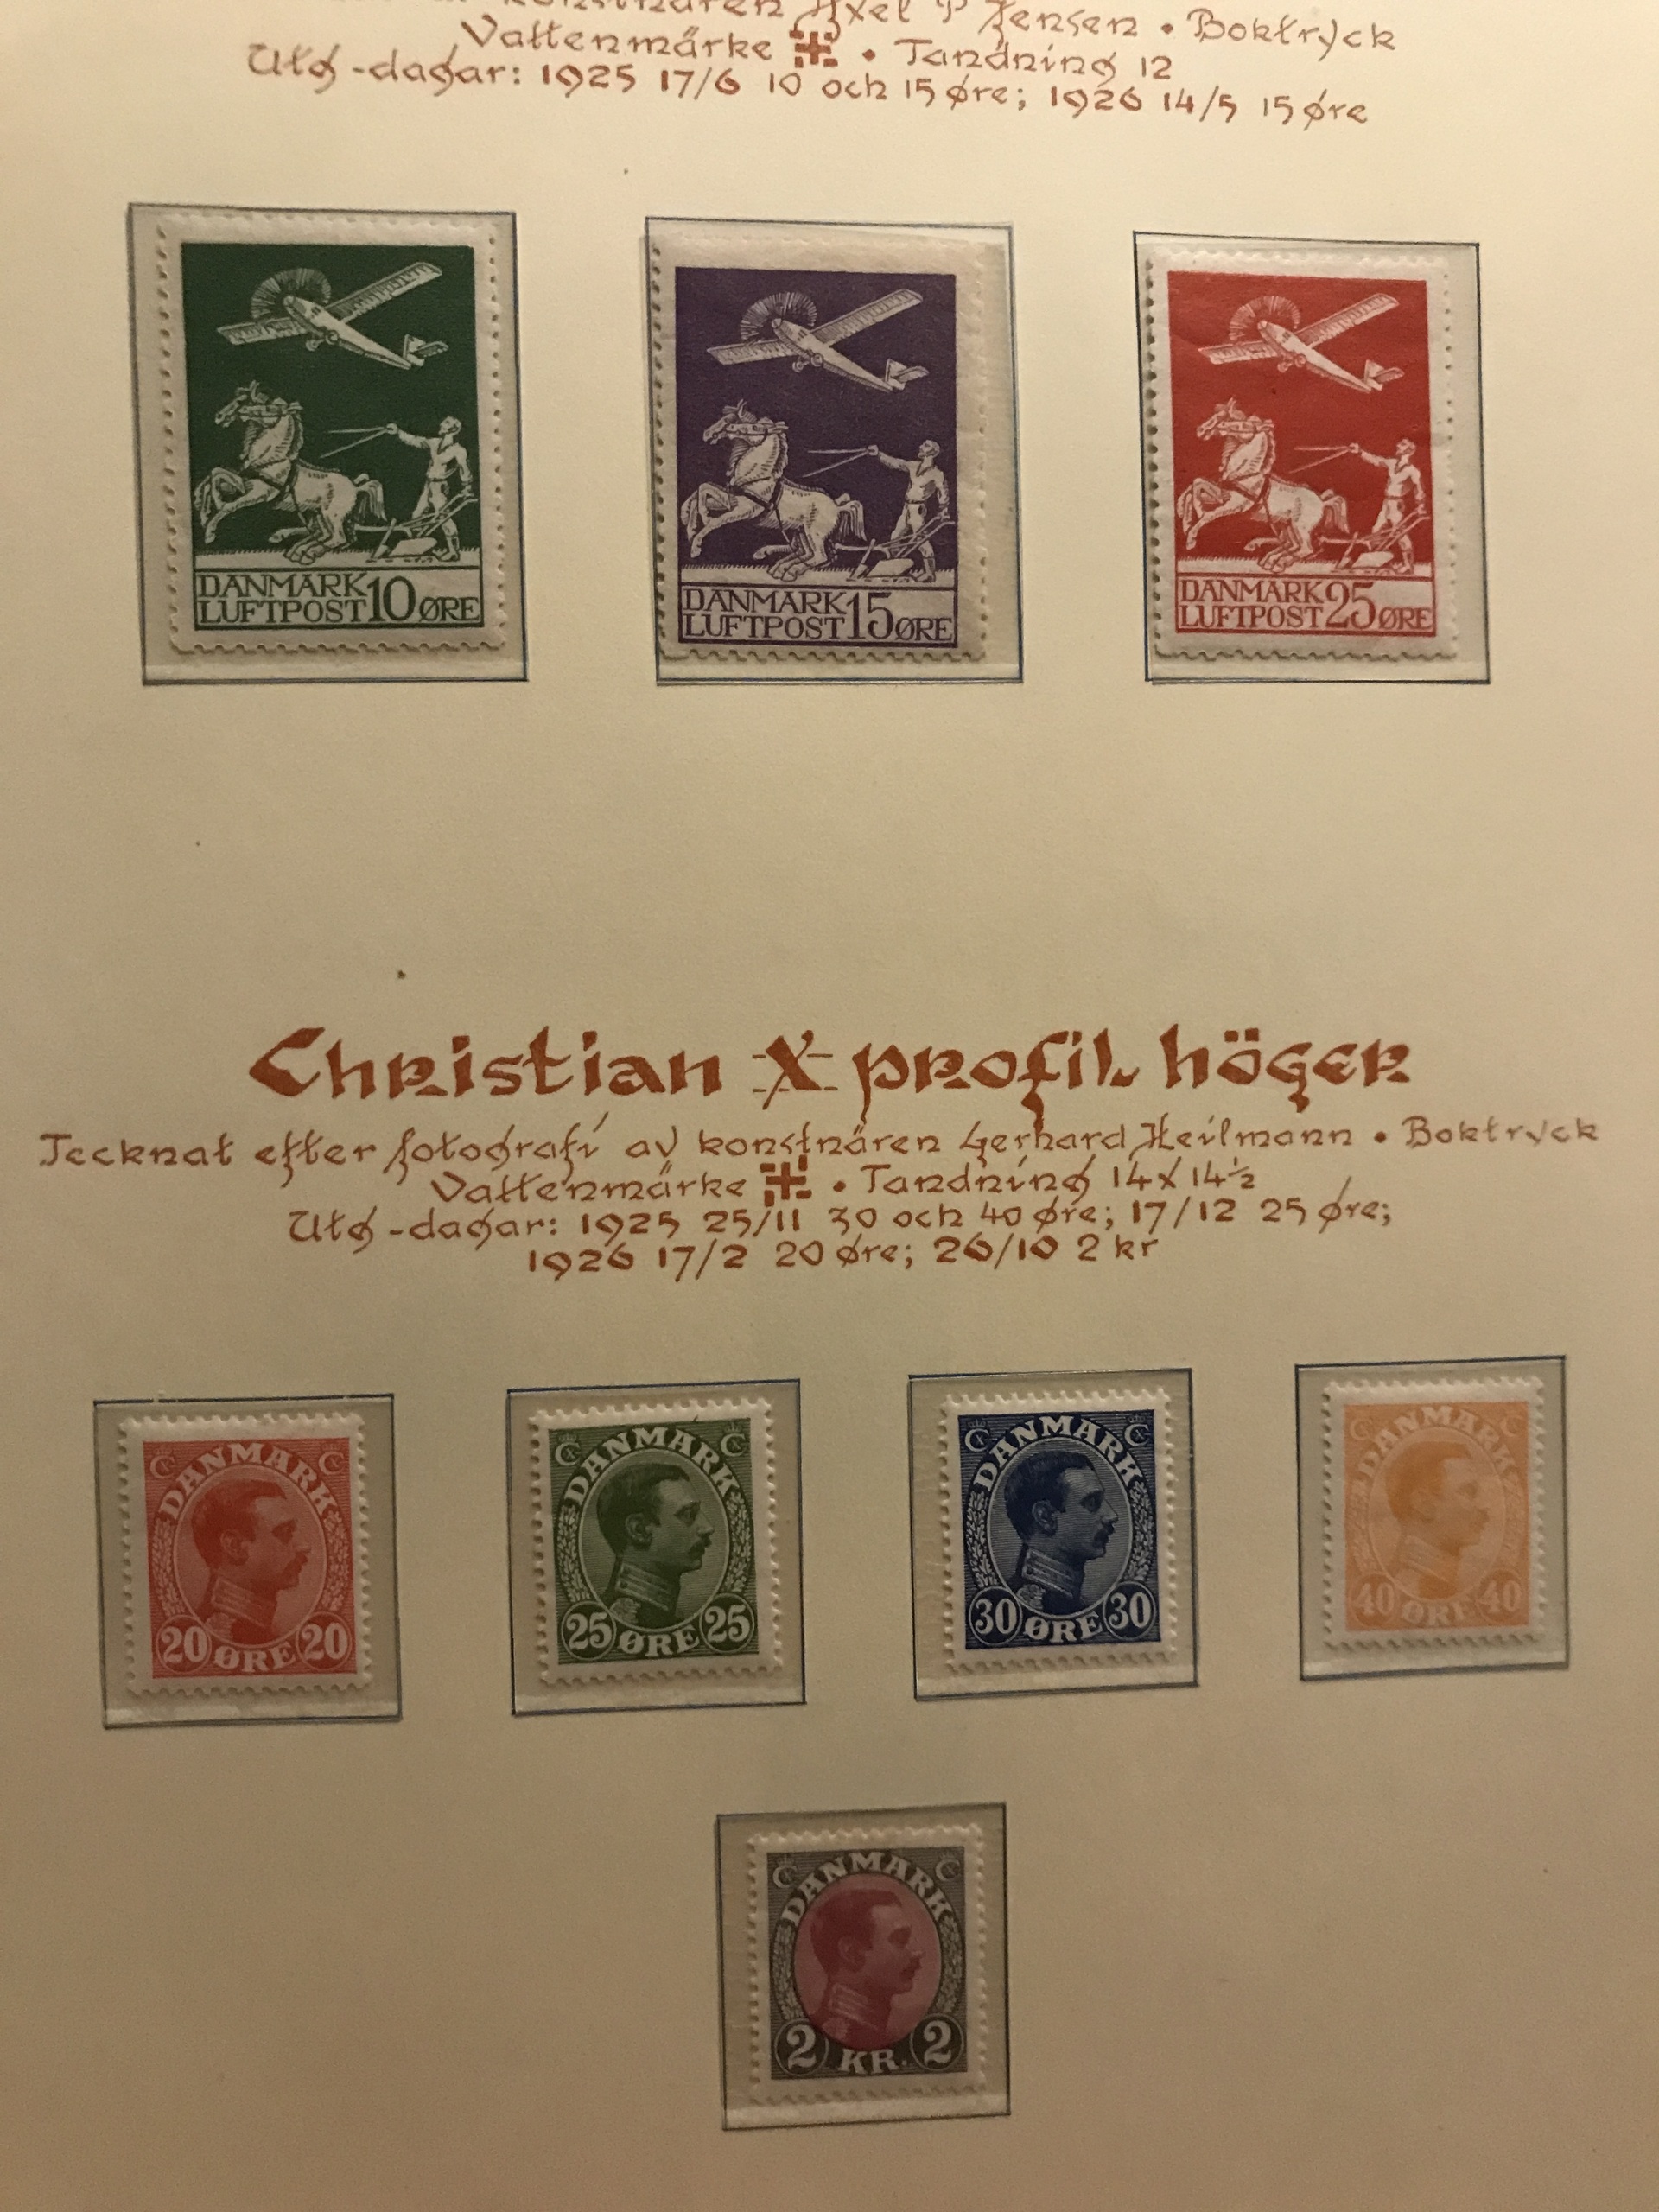 konstnären Axel P Jensen • Boktryck
Vattenmärke • Tandning 12
Utg-dagar: 1925 17/6 10 och 15 øre; 1926 14/5 15 øre
DANMARK
LUFTPOST 10 ØRE
DANMARK
LUFTPOST 15 ØRE
DANMARK
LUFTPOST 25 ØRE
Christian X profil höger
Tecknat efter fotografi av konstnären Gerhard Heilmann • Boktryck
Vattenmärke • Tandning 14x14½
Utg-dagar: 1925 25/11 30 och 40 øre; 17/12 25 øre;
1926 17/2 20 øre; 26/10 2 kr
DANMARK
20 ØRE 20
DANMARK
25 ØRE 25
DANMARK
30 ØRE 30
DANMARK
40 ØRE 40
DANMARK
2 KR. 2